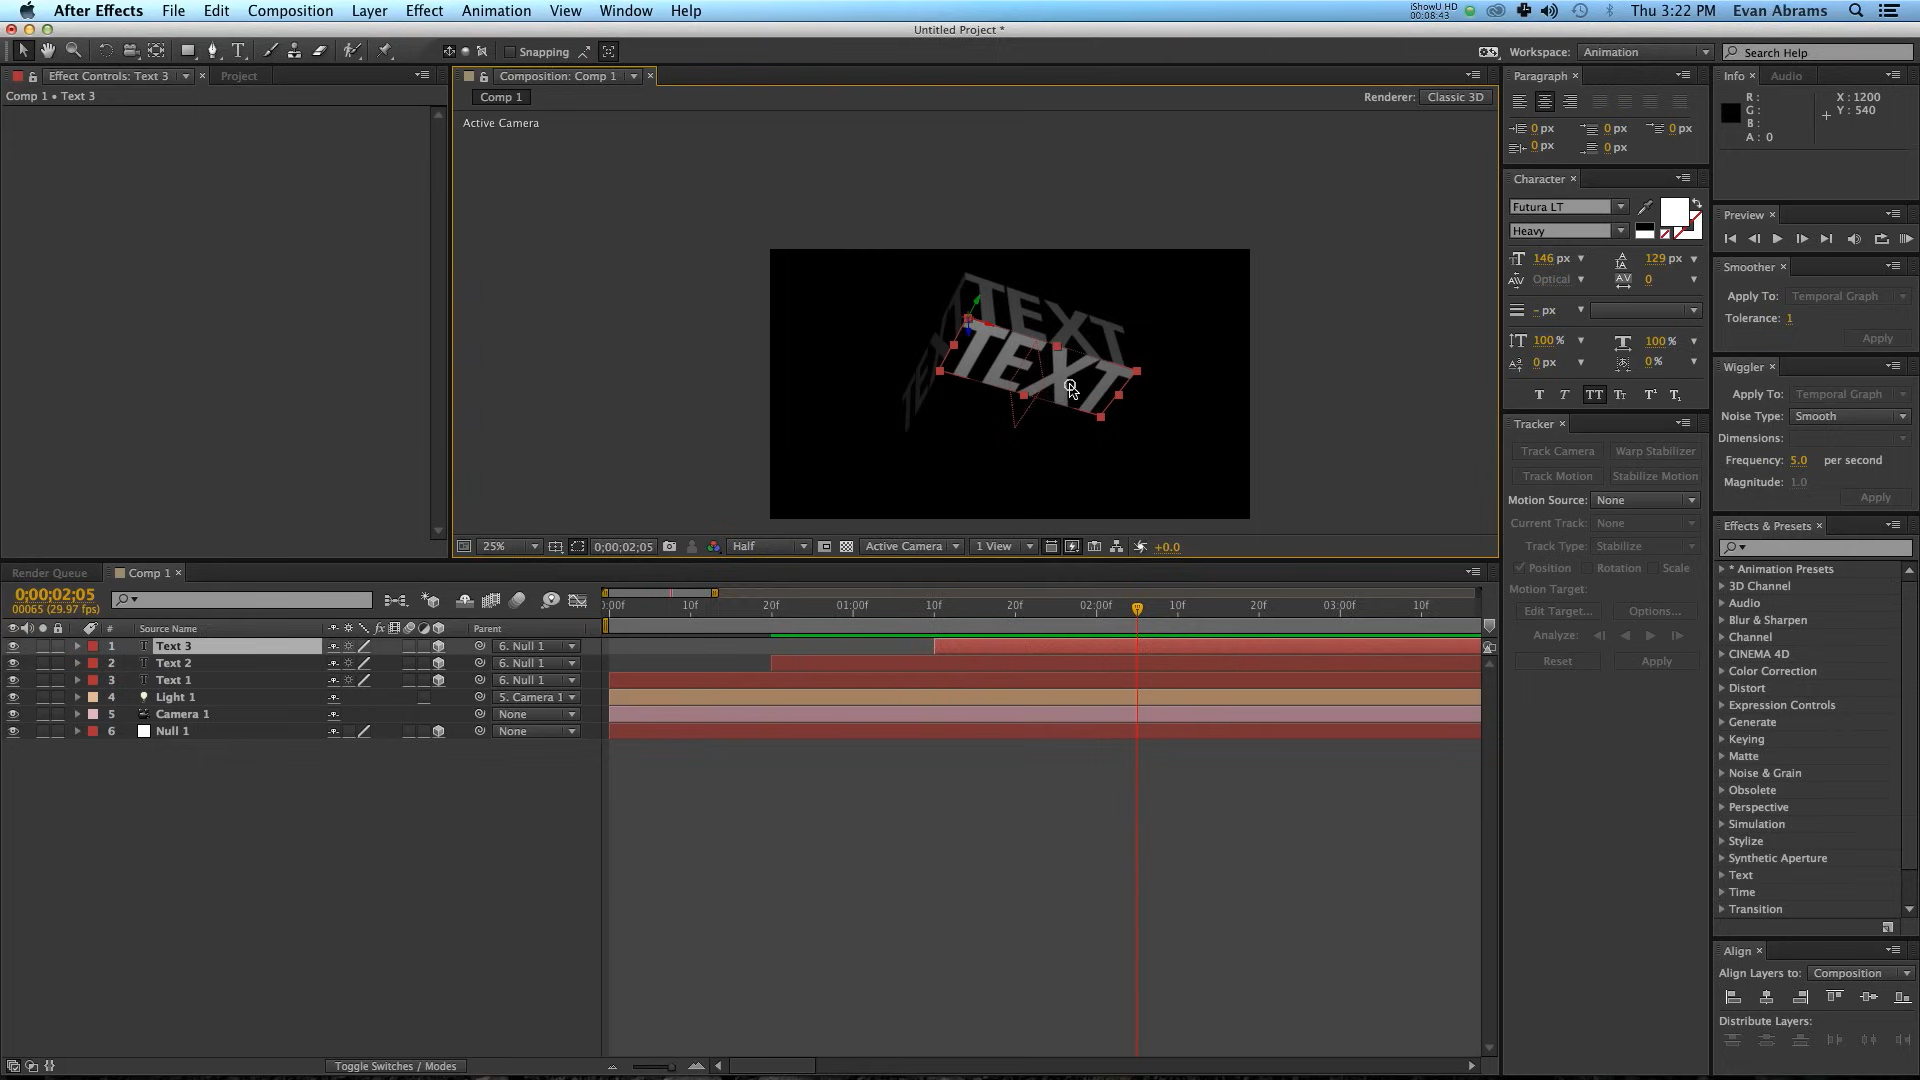 After Effects File Edit Composition Layer Effect Animation View Window Help
iShowU HD
00:08:43
Thu 3:22 PM Evan Abrams
Untitled Project *
Snapping
Workspace: Animation
Search Help
Effect Controls: Text 3
Project
Comp 1 • Text 3
Composition: Comp 1
Comp 1
Renderer: Classic 3D
Active Camera
TEXT
TEXT
TEXT
25%
0;00;02;05
Half
Active Camera
1 View
+0.0
Paragraph
0 px
0 px
0 px
0 px
0 px
Character
Futura LT
Heavy
146 px
129 px
Optical
0
- px
100 %
100 %
0 px
0 %
T T TT Tt T¹ T₁
Tracker
Track Camera
Warp Stabilizer
Track Motion
Stabilize Motion
Motion Source: None
Current Track: None
Track Type: Stabilize
Position Rotation Scale
Motion Target:
Edit Target...
Options...
Analyze:
Reset
Apply
Info
Audio
R :
G :
B :
A : 0
X : 1200
Y : 540
Preview
Smoother
Apply To: Temporal Graph
Tolerance: 1
Apply
Wiggler
Apply To: Temporal Graph
Noise Type: Smooth
Dimensions:
Frequency: 5.0 per second
Magnitude: 1.0
Apply
Effects & Presets
* Animation Presets
3D Channel
Audio
Blur & Sharpen
Channel
CINEMA 4D
Color Correction
Distort
Expression Controls
Generate
Keying
Matte
Noise & Grain
Obsolete
Perspective
Simulation
Stylize
Synthetic Aperture
Text
Time
Transition
Align
Align Layers to: Composition
Distribute Layers:
Render Queue
Comp 1
0;00;02;05
00065 (29.97 fps)
# Source Name
fx
Parent
1 Text 3 6. Null 1
2 Text 2 6. Null 1
3 Text 1 6. Null 1
4 Light 1 5. Camera 1
5 Camera 1 None
6 Null 1 None
):00f 10f 20f 01:00f 10f 20f 02:00f 10f 20f 03:00f 10f
Toggle Switches / Modes